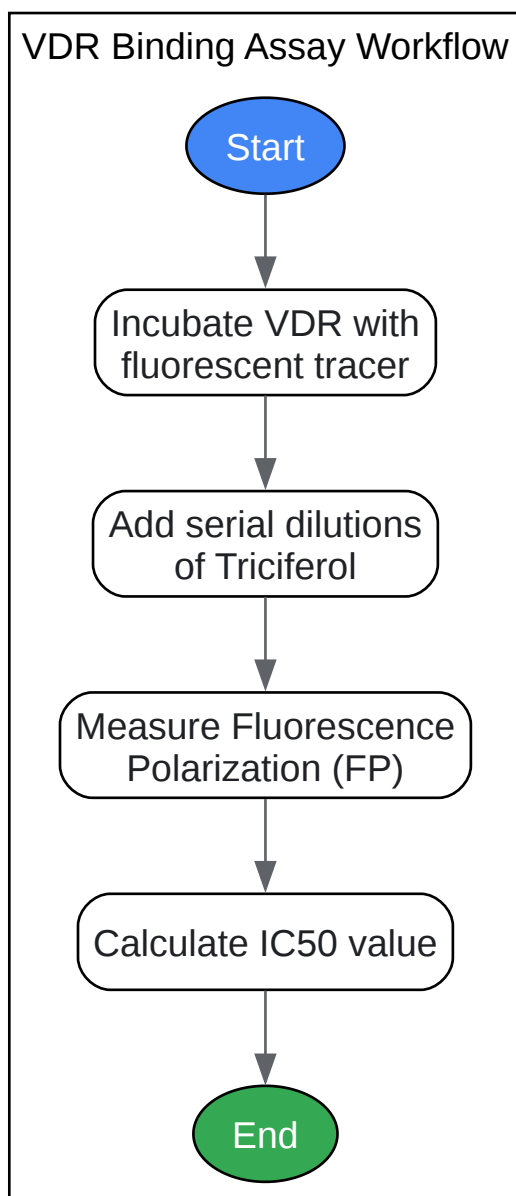 VDR Binding Assay Workflow
Start
Incubate VDR with
fluorescent tracer
Add serial dilutions
of Triciferol
Measure Fluorescence
Polarization (FP)
Calculate IC50 value
End